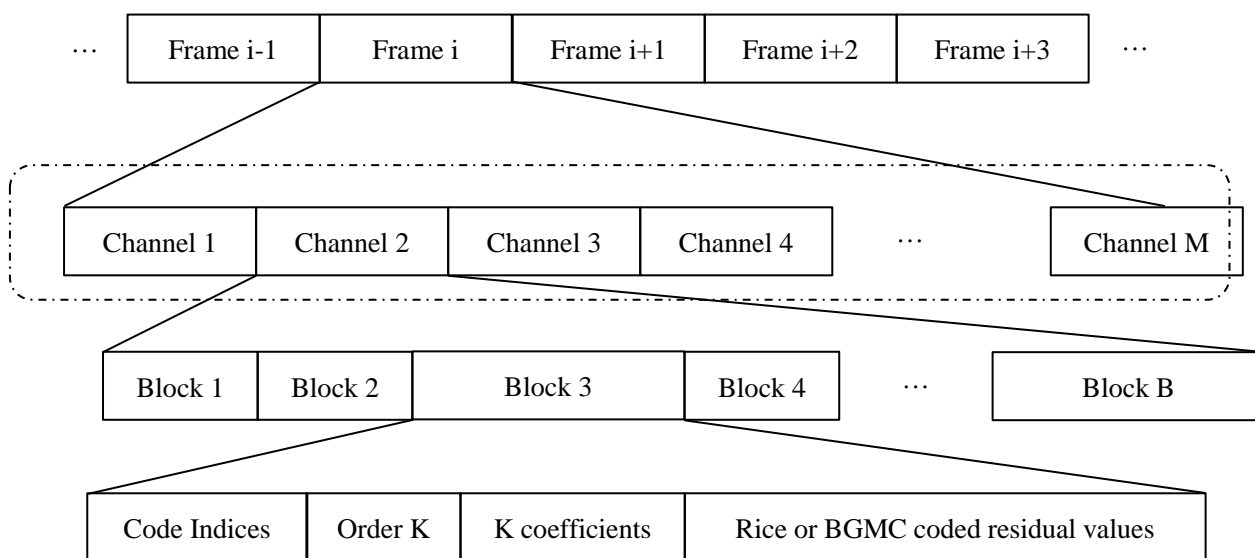 … Frame i-1 Frame i Frame i+1 Frame i+2 Frame i+3 …
Channel 1 Channel 2 Channel 3 Channel 4 … Channel M
Block 1 Block 2 Block 3 Block 4 … Block B
Code Indices Order K K coefficients Rice or BGMC coded residual values